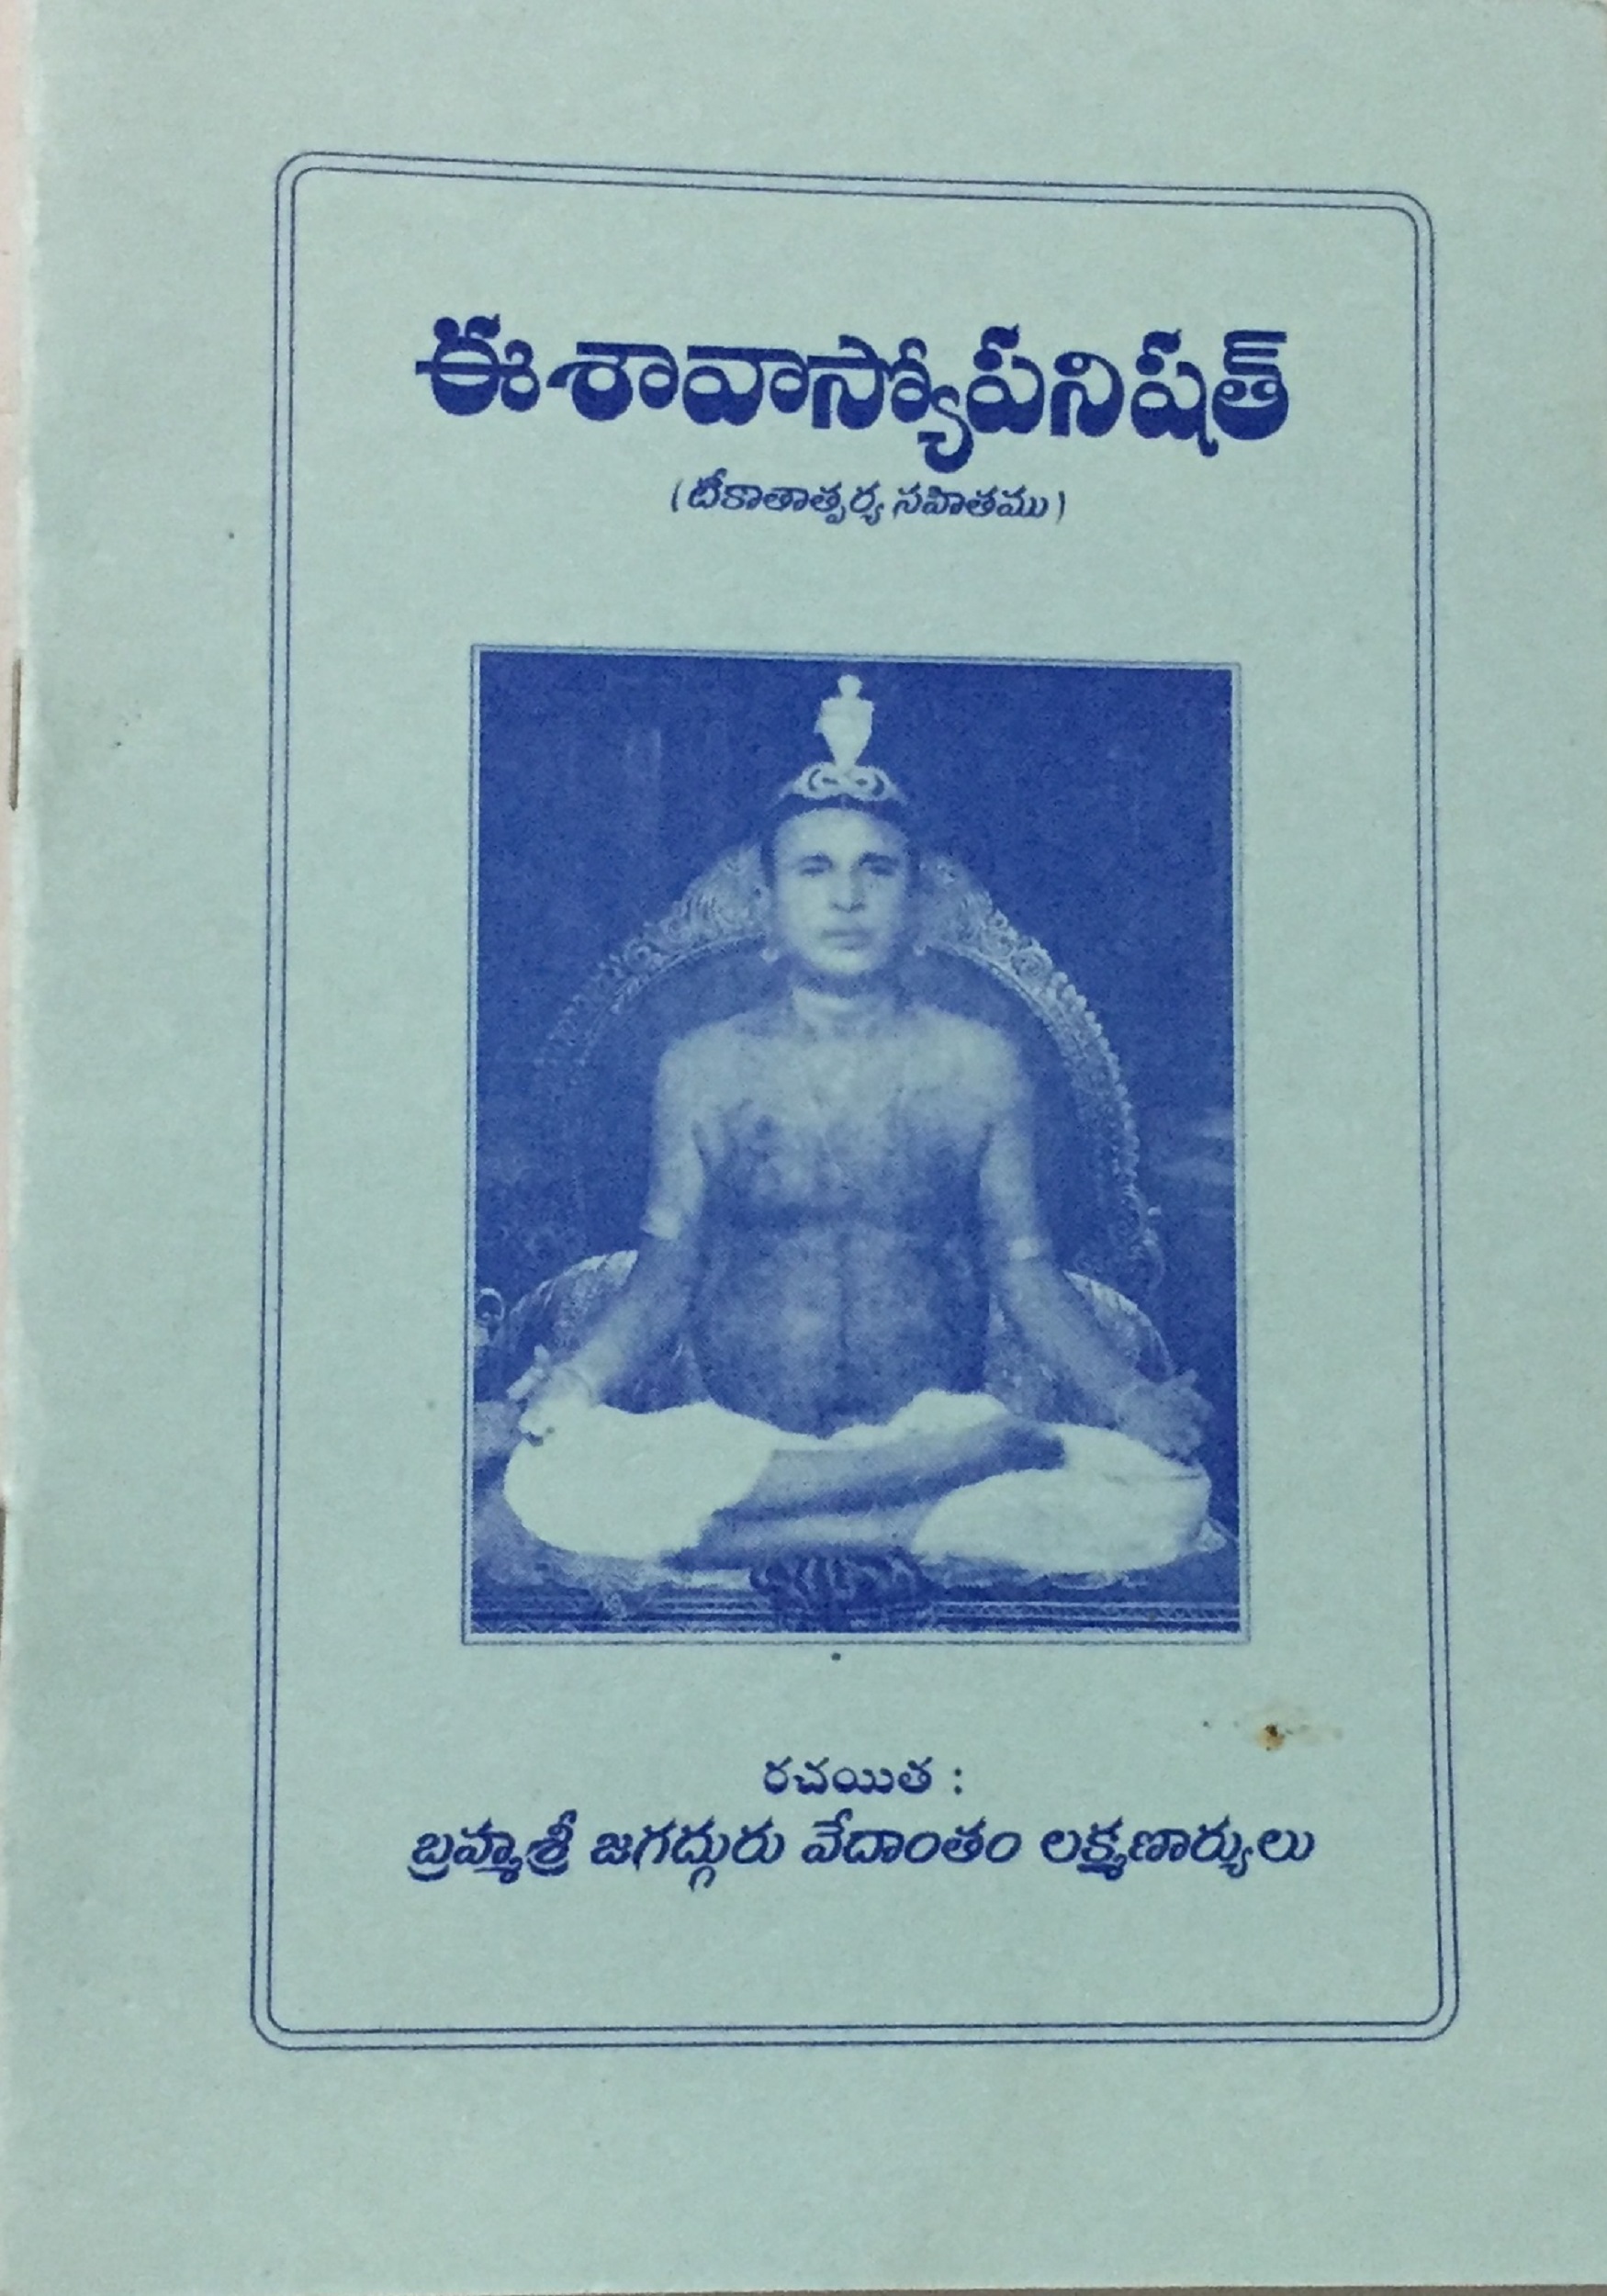 ఈశావాస్యోపనిషత్
(టీకాతాత్పర్య సహితము)
రచయిత :
బ్రహ్మశ్రీ జగద్గురు వేదాంతం లక్ష్మణార్యులు